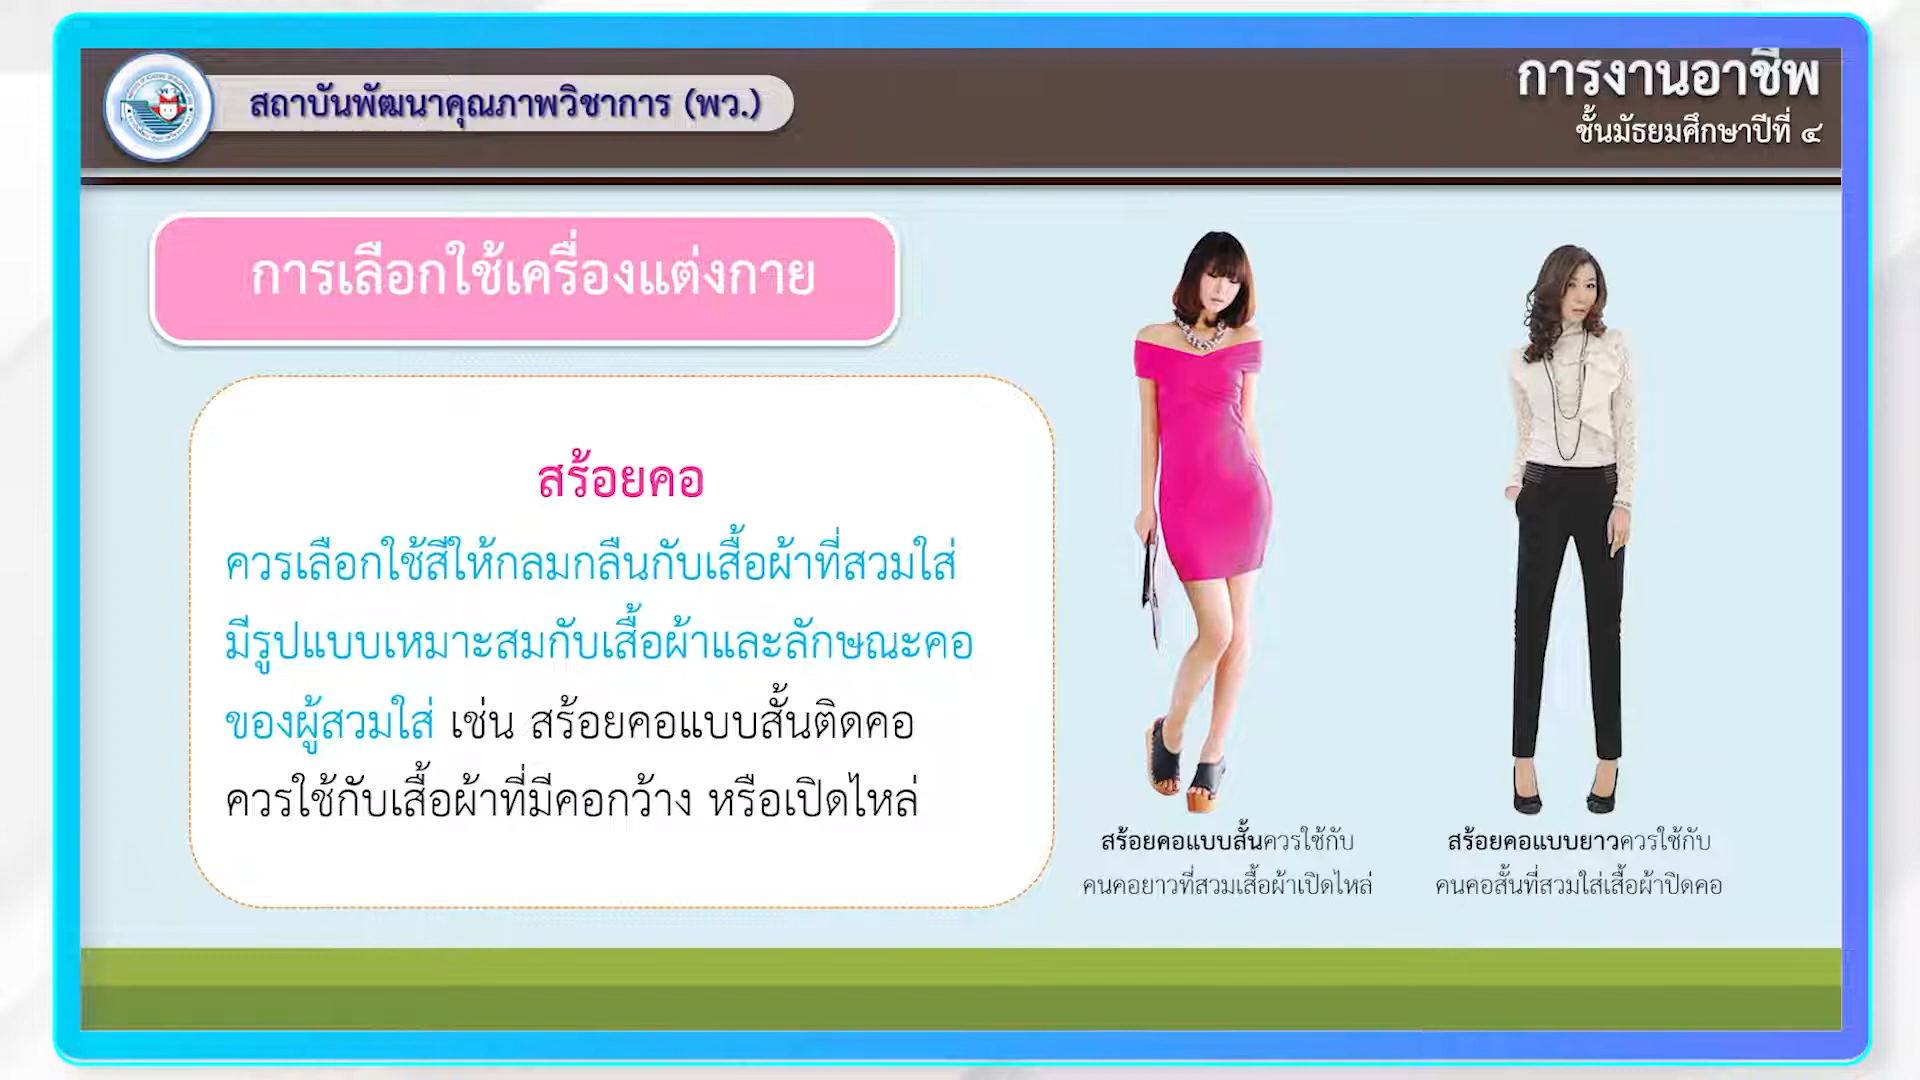 สถาบันพัฒนาคุณภาพวิชาการ (พว.)
การงานอาชีพ
ชั้นมัธยมศึกษาปีที่ ๔
การเลือกใช้เครื่องแต่งกาย
สร้อยคอ
ควรเลือกใช้สีให้กลมกลืนกับเสื้อผ้าที่สวมใส่
มีรูปแบบเหมาะสมกับเสื้อผ้าและลักษณะคอ
ของผู้สวมใส่ เช่น สร้อยคอแบบสั้นติดคอ
ควรใช้กับเสื้อผ้าที่มีคอกว้าง หรือเปิดไหล่
สร้อยคอแบบสั้นควรใช้กับ
คนคอยาวที่สวมเสื้อผ้าเปิดไหล่
สร้อยคอแบบยาวควรใช้กับ
คนคอสั้นที่สวมใส่เสื้อผ้าปิดคอ